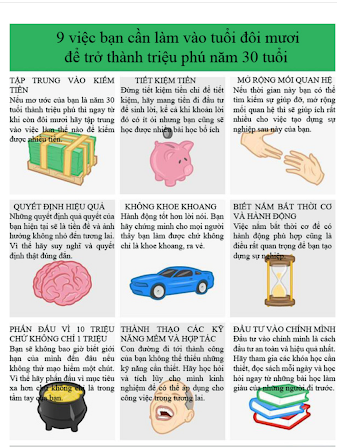 9 việc bạn cần làm vào tuổi đôi mươi
để trở thành triệu phú năm 30 tuổi
TẬP TRUNG VÀO KIẾM
TIỀN
Nếu mơ ước của bạn là năm 30
tuổi thành triệu phú thì ngay từ
khi còn đôi mươi hãy tập trung
vào việc làm thế nào để kiếm
được nhiều tiền.
TIẾT KIỆM TIỀN
Đừng tiết kiệm tiền chỉ để tiết
kiệm, hãy mang tiền đi đầu tư
để sinh lời, kể cả khi khoản lời
đó có ít ỏi nhưng bạn cũng sẽ
học được nhiều bài học bổ ích
MỞ RỘNG MỐI QUAN HỆ
Nếu thời gian này bạn có thể
tìm kiếm sự giúp đỡ, mở rộng
mối quan hệ thì sẽ giúp ích rất
nhiều cho việc tạo dựng sự
nghiệp sau này của bạn.
QUYẾT ĐỊNH HIỆU QUẢ
Những quyết định quả quyết của
bạn hiện tại sẽ là tiền đề và ảnh
hưởng không nhỏ đến tương lai.
Vì thế hãy suy nghĩ và quyết
định thật đúng đắn.
KHÔNG KHOE KHOANG
Hành động tốt hơn lời nói. Bạn
hãy chứng minh cho mọi người
thấy bạn làm được chứ không
chỉ là khoe khoang, ra vẻ.
BIẾT NẮM BẮT THỜI CƠ
VÀ HÀNH ĐỘNG
Việc nắm bắt thời cơ để có
hành động phù hợp cũng là
điều rất quan trọng để bạn tạo
dựng sự nghiệp.
PHẤN ĐẤU VÌ 10 TRIỆU
CHỨ KHÔNG CHỈ 1 TRIỆU
Bạn sẽ không bao giờ biết giới
hạn của mình đến đâu nếu
không thử mạo hiểm một chút.
Vì thế hãy phấn đấu vì mục tiêu
xa hơn chứ không chỉ là trong
tầm tay của bạn.
THÀNH THẠO CÁC KỸ
NĂNG MỀM VÀ HỢP TÁC
Con đường đi tới thành công
của bạn không thể thiếu những
kỹ năng cần thiết. Hãy học hỏi
và tích lũy cho mình kinh
nghiệm để có thể áp dụng cho
công việc trong tương lai.
ĐẦU TƯ VÀO CHÍNH MÌNH
Đầu tư vào chính mình là cách
đầu tư an toàn và hiệu quả nhất.
Hãy tham gia các khóa học cần
thiết, đọc sách mỗi ngày và học
hỏi ngay từ những bài học làm
giàu của những người đi trước.